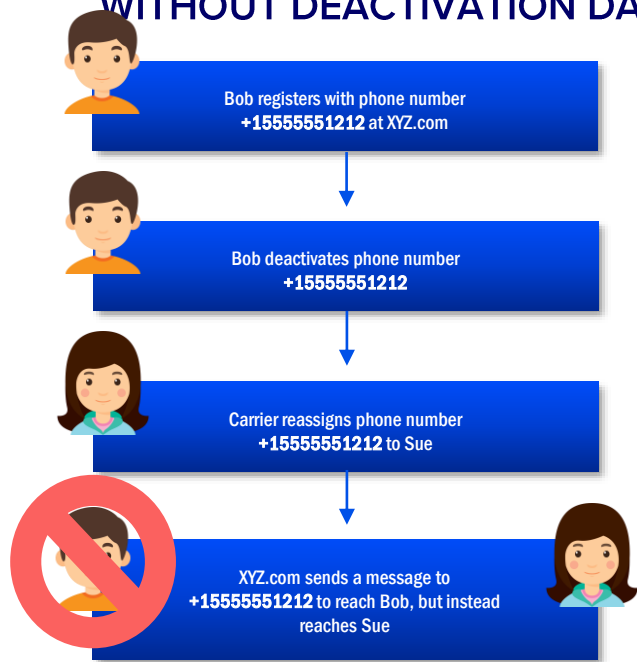 WITHOUT DEACTIVATION DA
Bob registers with phone number
+15555551212 at XYZ.com
Bob deactivates phone number
+15555551212
Carrier reassigns phone number
+15555551212 to Sue
XYZ.com sends a message to
+15555551212 to reach Bob, but instead
reaches Sue